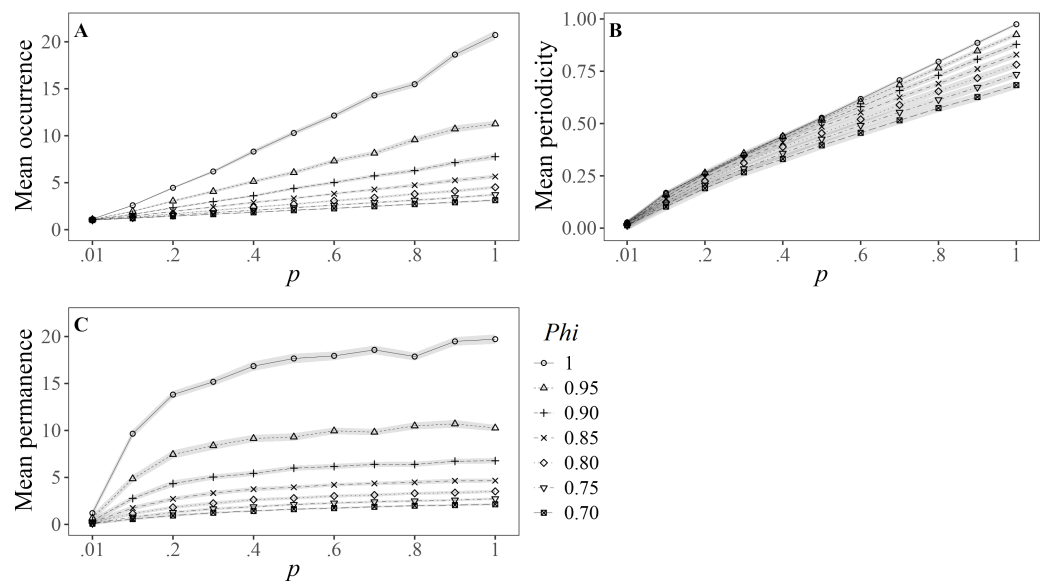 A
Mean occurrence
20
15
10
5
0
.01 .2 .4 .6 .8 1
p
B
Mean periodicity
1.00
0.75
0.50
0.25
0.00
.01 .2 .4 .6 .8 1
p
C
Mean permanence
20
15
10
5
0
.01 .2 .4 .6 .8 1
p
Phi
1
0.95
0.90
0.85
0.80
0.75
0.70